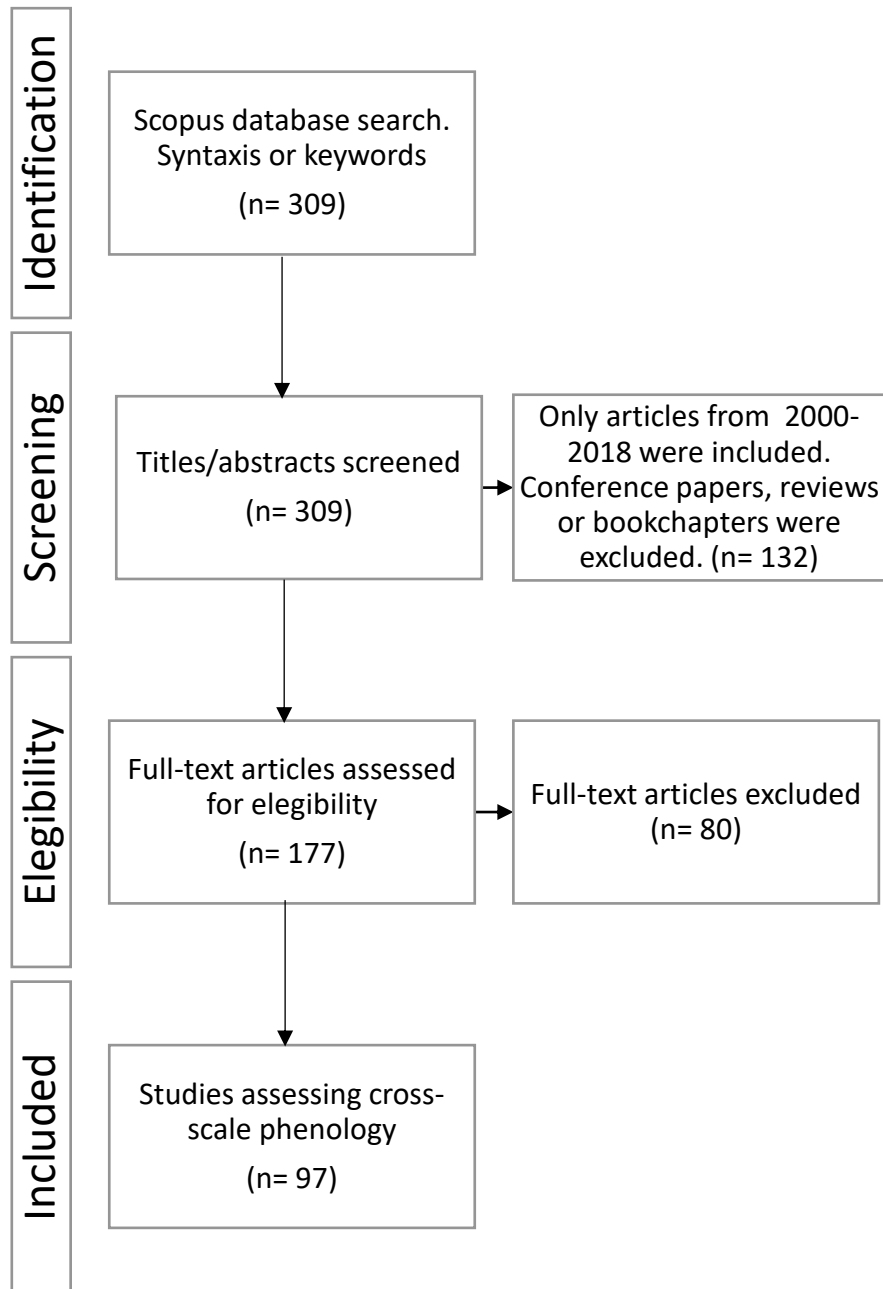 Identification
Scopus database search.
Syntaxis or keywords
(n= 309)
Screening
Titles/abstracts screened
(n= 309)
Only articles from  2000-
2018 were included.
Conference papers, reviews
or bookchapters were
excluded. (n= 132)
Elegibility
Full-text articles assessed
for elegibility
(n= 177)
Full-text articles excluded
(n= 80)
Included
Studies assessing cross-
scale phenology
(n= 97)